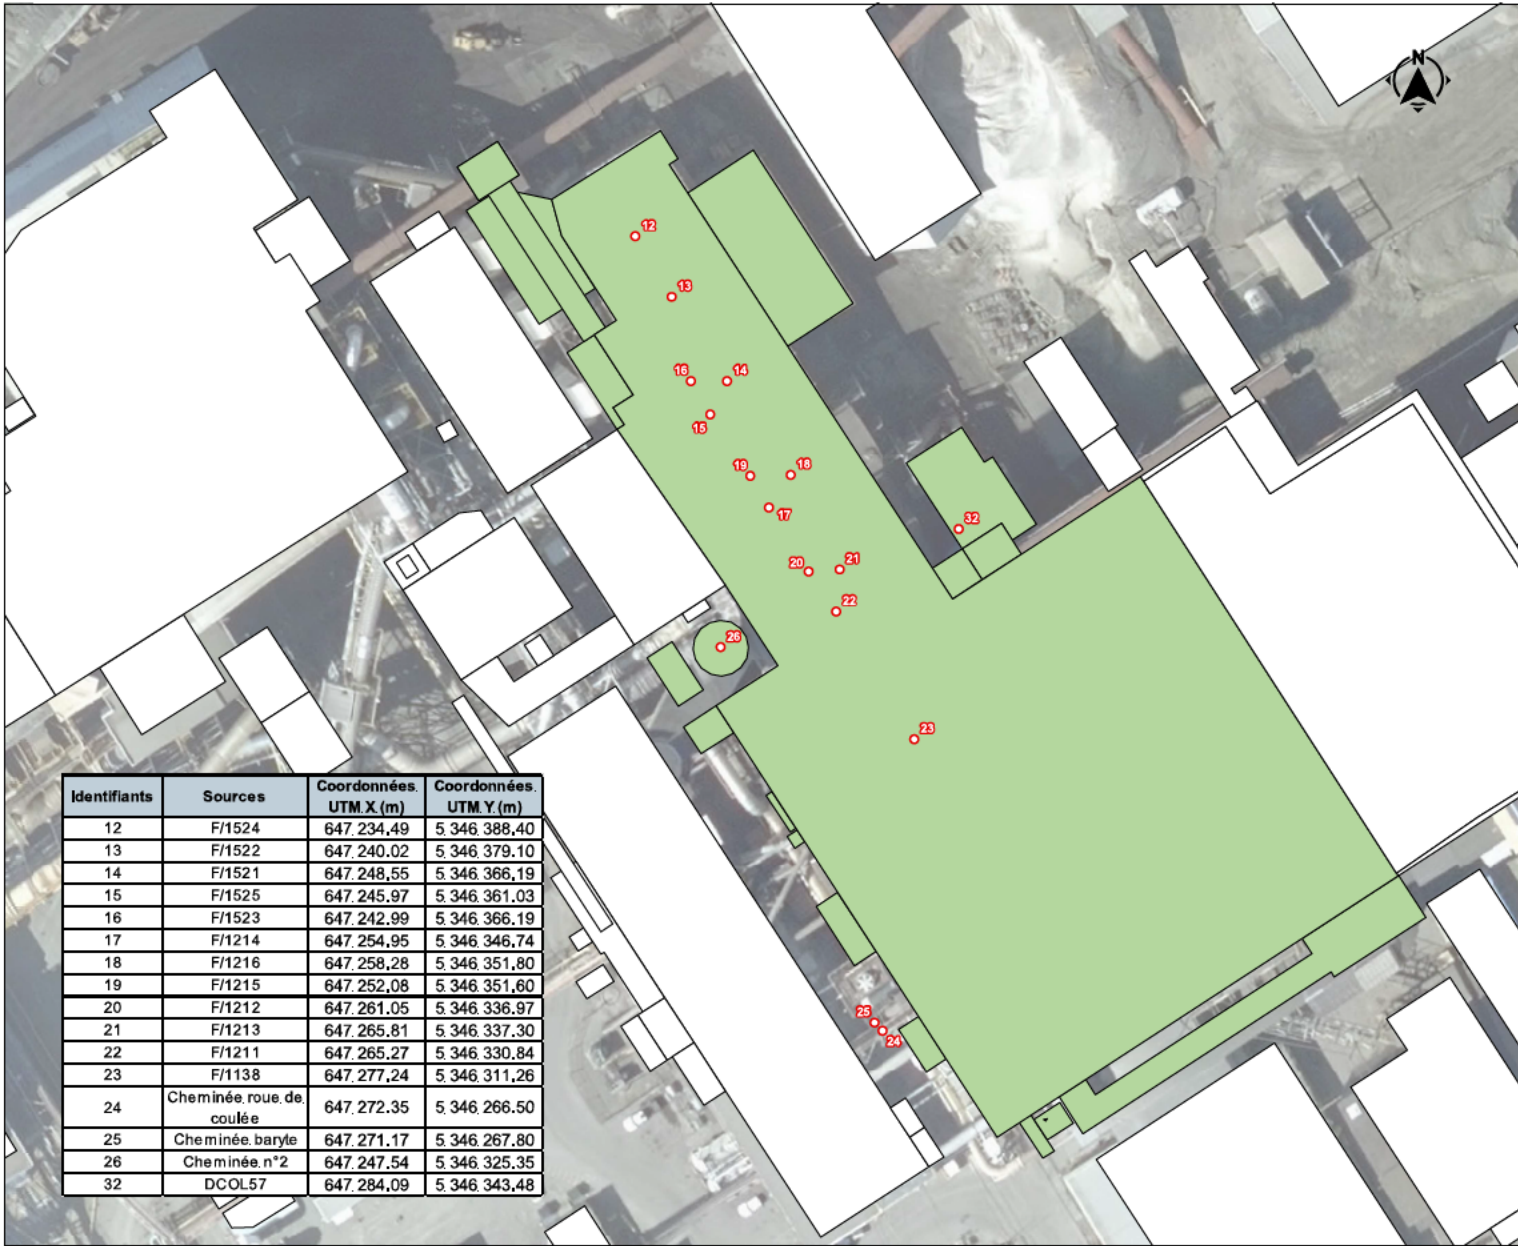 N
12
13
16
14
15
19
18
17
32
20
21
22
26
23
25
24
Identifiants Sources Coordonnées UTM X (m) Coordonnées UTM Y (m)
12 F/1524 647 234,49 5 346 388,40
13 F/1522 647 240,02 5 346 379,10
14 F/1521 647 248,55 5 346 366,19
15 F/1525 647 245,97 5 346 361,03
16 F/1523 647 242,99 5 346 366,19
17 F/1214 647 254,95 5 346 346,74
18 F/1216 647 258,28 5 346 351,80
19 F/1215 647 252,08 5 346 351,60
20 F/1212 647 261,05 5 346 336,97
21 F/1213 647 265,81 5 346 337,30
22 F/1211 647 265,27 5 346 330,84
23 F/1138 647 277,24 5 346 311,26
24 Cheminée roue de coulée 647 272,35 5 346 266,50
25 Cheminée baryte 647 271,17 5 346 267,80
26 Cheminée n°2 647 247,54 5 346 325,35
32 DCOL57 647 284,09 5 346 343,48